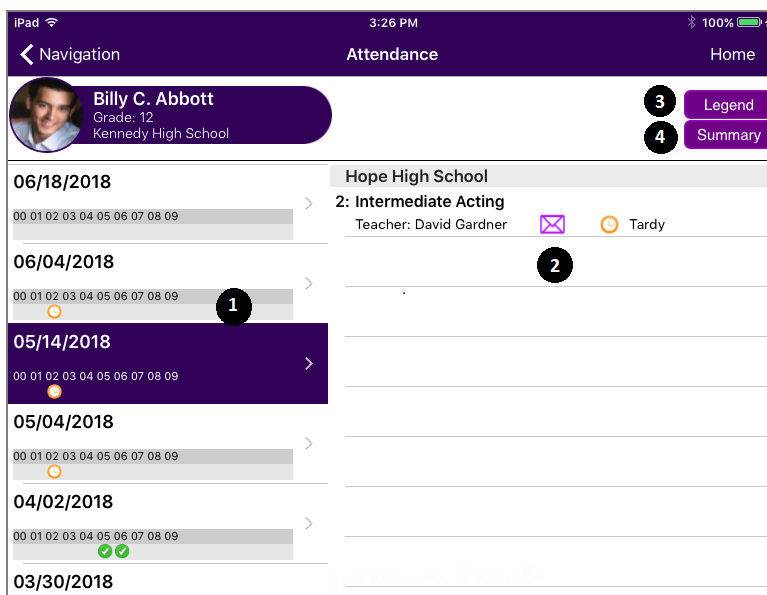 iPad 3:26 PM 100%
Navigation Attendance Home
Billy C. Abbott
Grade: 12
Kennedy High School
3 Legend
4 Summary
06/18/2018
00 01 02 03 04 05 06 07 08 09
06/04/2018
00 01 02 03 04 05 06 07 08 09
1
05/14/2018
00 01 02 03 04 05 06 07 08 09
05/04/2018
00 01 02 03 04 05 06 07 08 09
04/02/2018
00 01 02 03 04 05 06 07 08 09
03/30/2018
Hope High School
2: Intermediate Acting
Teacher: David Gardner Tardy
2